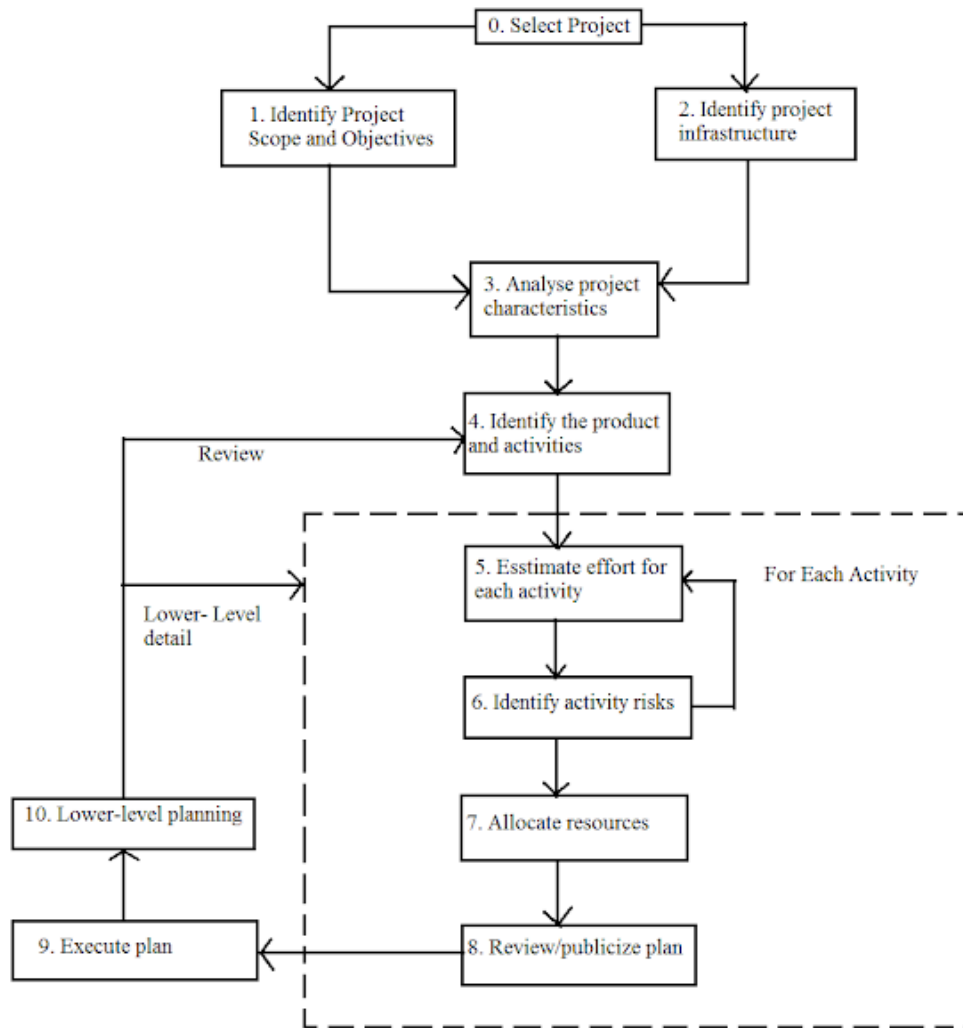 0. Select Project
1. Identify Project
Scope and Objectives
2. Identify project
infrastructure
3. Analyse project
characteristics
4. Identify the product
and activities
Review
5. Esstimate effort for
each activity
For Each Activity
Lower- Level
detail
6. Identify activity risks
10. Lower-level planning
7. Allocate resources
9. Execute plan
8. Review/publicize plan